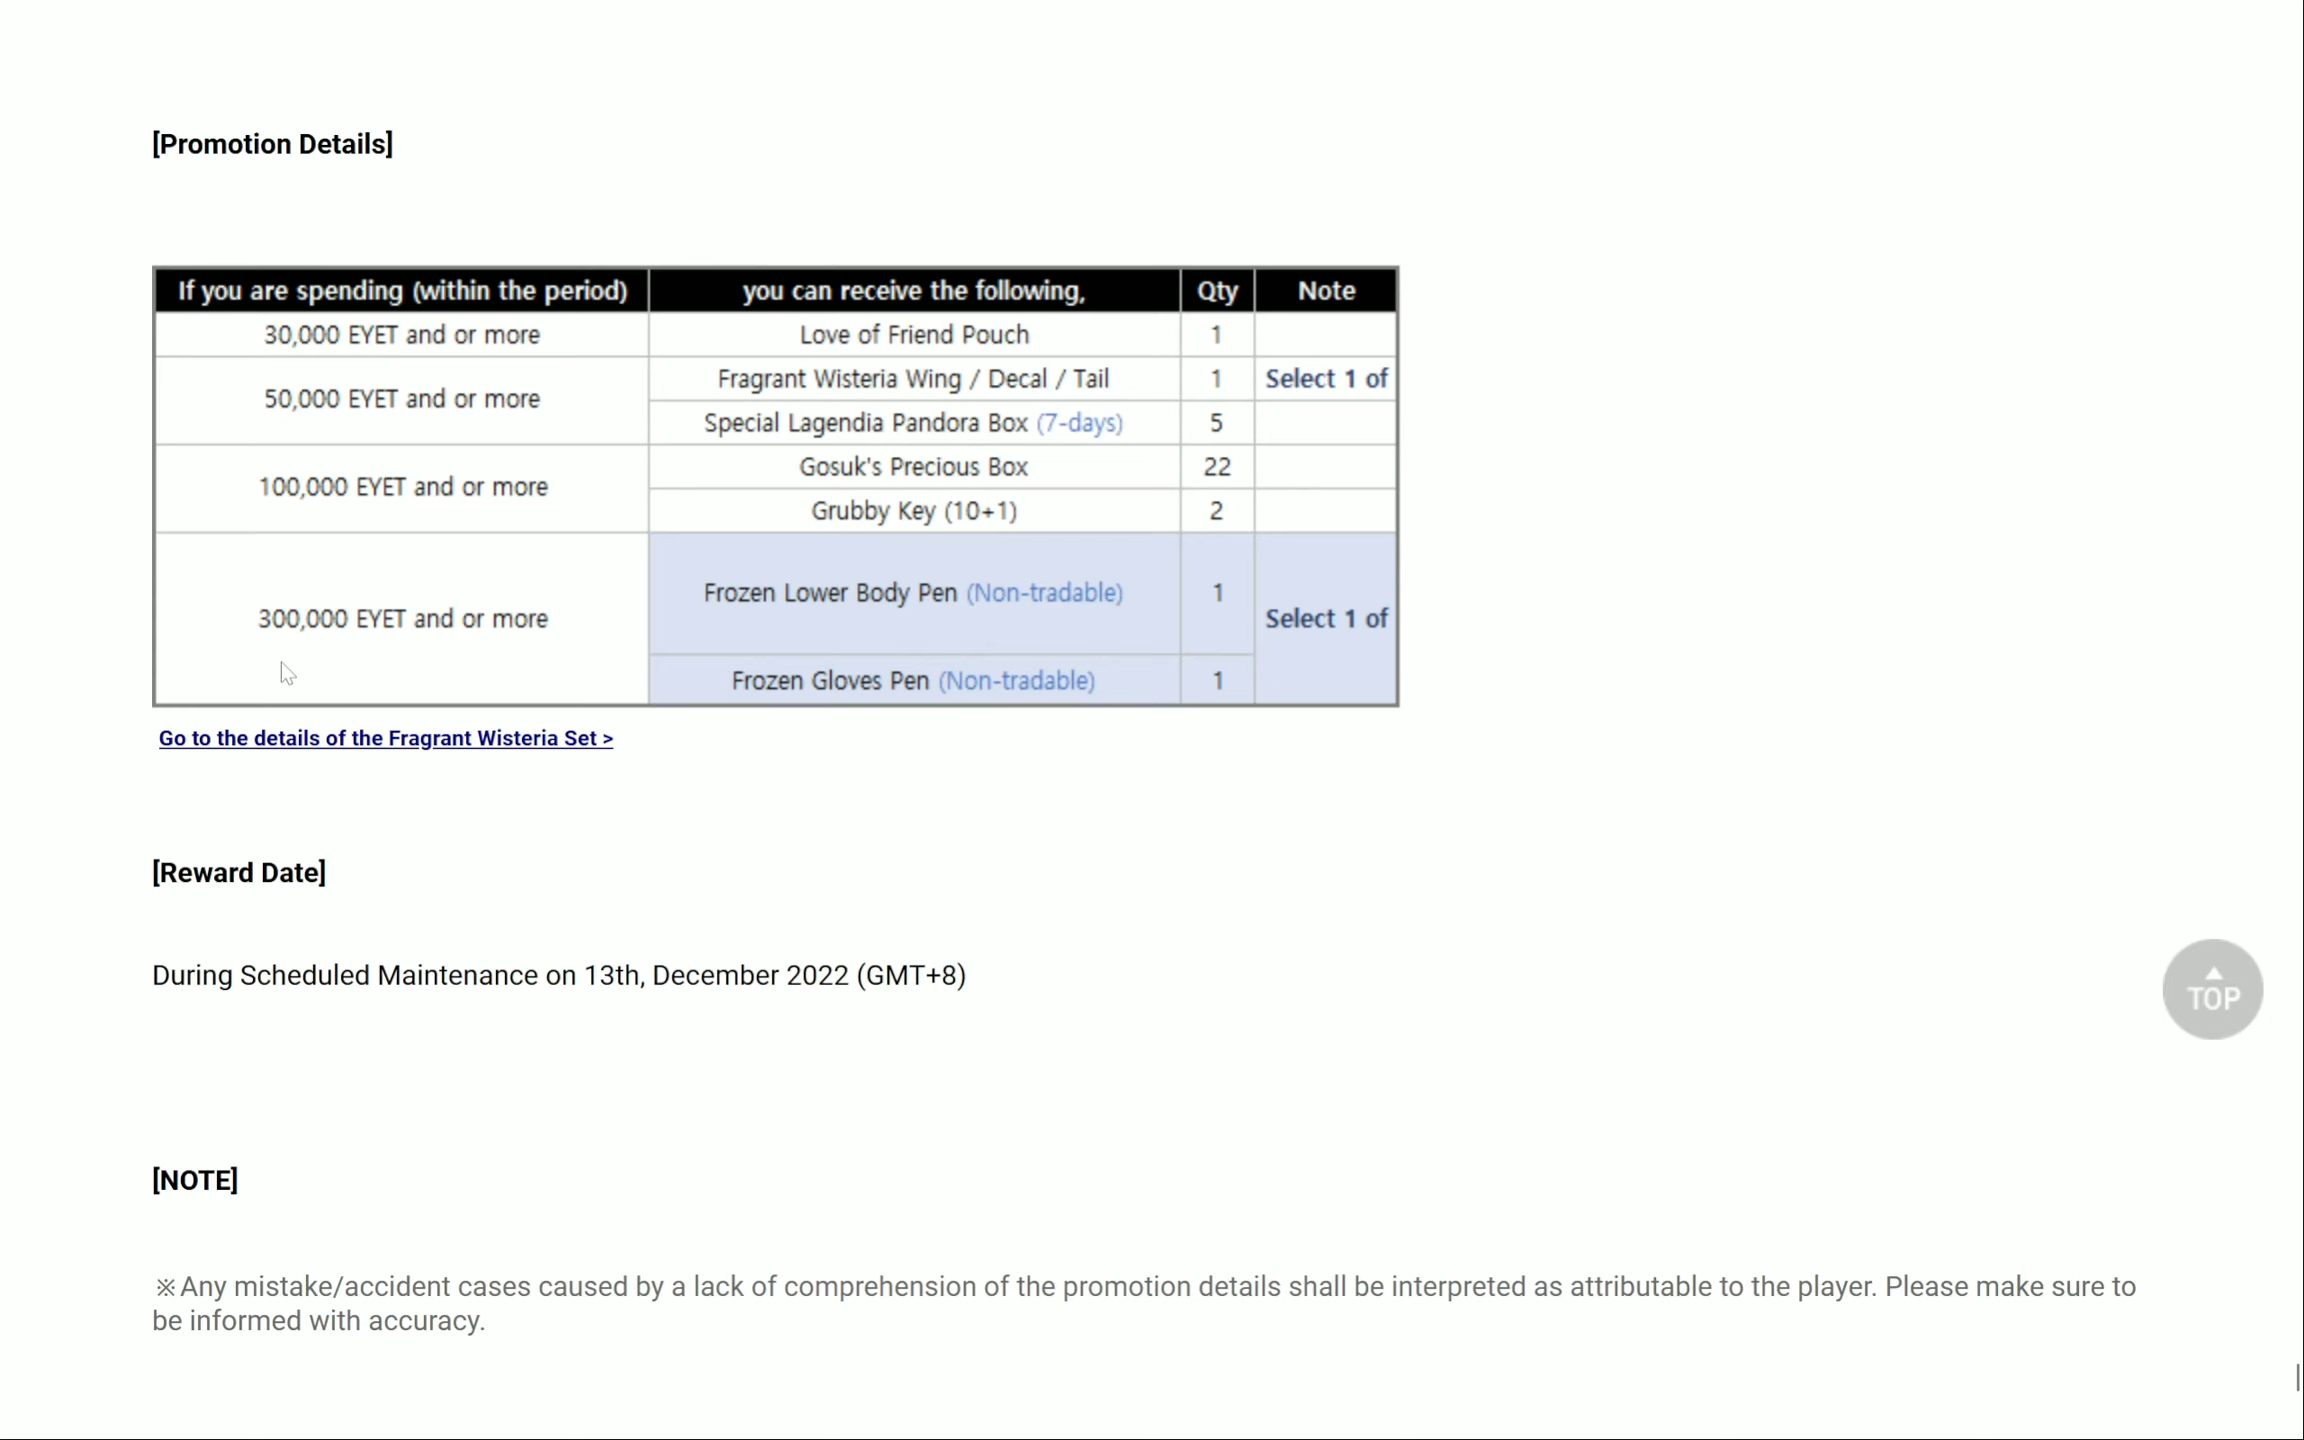 [Promotion Details]
If you are spending (within the period) you can receive the following, Qty Note
30,000 EYET and or more Love of Friend Pouch 1
50,000 EYET and or more Fragrant Wisteria Wing / Decal / Tail 1 Select 1 of
Special Lagendia Pandora Box (7-days) 5
100,000 EYET and or more Gosuk's Precious Box 22
Grubby Key (10+1) 2
300,000 EYET and or more Frozen Lower Body Pen (Non-tradable) 1 Select 1 of
Frozen Gloves Pen (Non-tradable) 1
Go to the details of the Fragrant Wisteria Set >
[Reward Date]
During Scheduled Maintenance on 13th, December 2022 (GMT+8)
TOP
[NOTE]
※Any mistake/accident cases caused by a lack of comprehension of the promotion details shall be interpreted as attributable to the player. Please make sure to
be informed with accuracy.